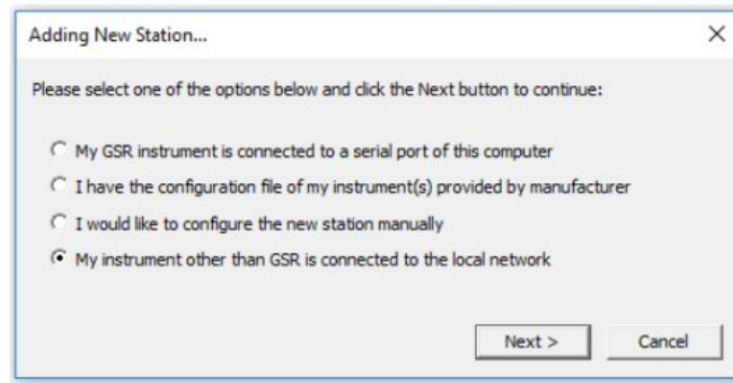 Adding New Station...
Please select one of the options below and click the Next button to continue:
My GSR instrument is connected to a serial port of this computer
I have the configuration file of my instrument(s) provided by manufacturer
I would like to configure the new station manually
My instrument other than GSR is connected to the local network
Next > Cancel